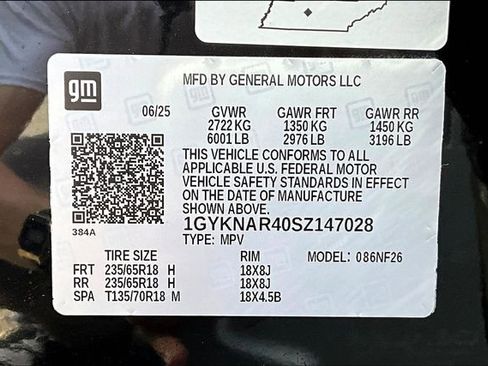 gm
MFD BY GENERAL MOTORS LLC
06/25 GVWR GAWR FRT GAWR RR
2722 KG 1350 KG 1450 KG
6001 LB 2976 LB 3196 LB
THIS VEHICLE CONFORMS TO ALL
APPLICABLE U.S. FEDERAL MOTOR
VEHICLE SAFETY STANDARDS IN EFFECT
ON THE DATE OF MANUFACTURE
SHOWN ABOVE.
384A
1GYKNAR40SZ147028
TYPE: MPV
TIRE SIZE RIM MODEL: 086NF26
FRT 235/65R18 H 18X8J
RR 235/65R18 H 18X8J
SPA T135/70R18 M 18X4.5B